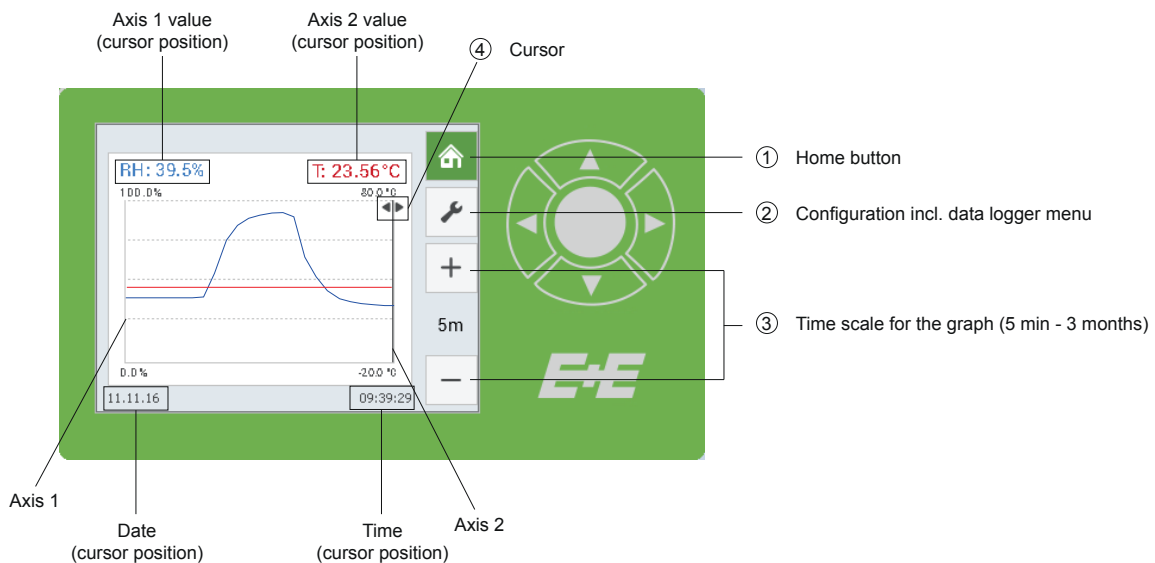 Axis 1 value
(cursor position)
Axis 2 value
(cursor position)
④ Cursor
RH: 39.5%
T: 23.56°C
100.0%
80.0 °C
① Home button
② Configuration incl. data logger menu
5m
③ Time scale for the graph (5 min - 3 months)
0.0%
-20.0 °C
11.11.16
09:39:29
E+E
Axis 1
Date
(cursor position)
Time
(cursor position)
Axis 2